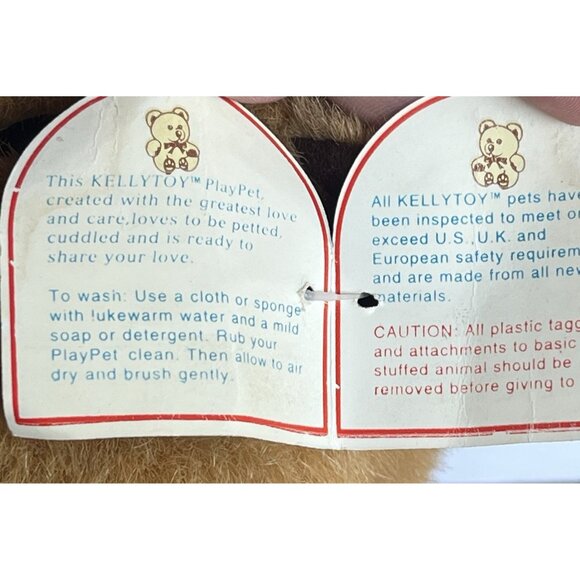 This KELLYTOY™ PlayPet,
created with the greatest love
and care, loves to be petted,
cuddled and is ready to
share your love.
To wash: Use a cloth or sponge
with !ukewarm water and a mild
soap or detergent. Rub your
PlayPet clean. Then allow to air
dry and brush gently.
All KELLYTOY™ pets have
been inspected to meet o
exceed U.S., U.K. and
European safety requirem
and are made from all new
materials.
CAUTION: All plastic tagg
and attachments to basic
stuffed animal should be
removed before giving to